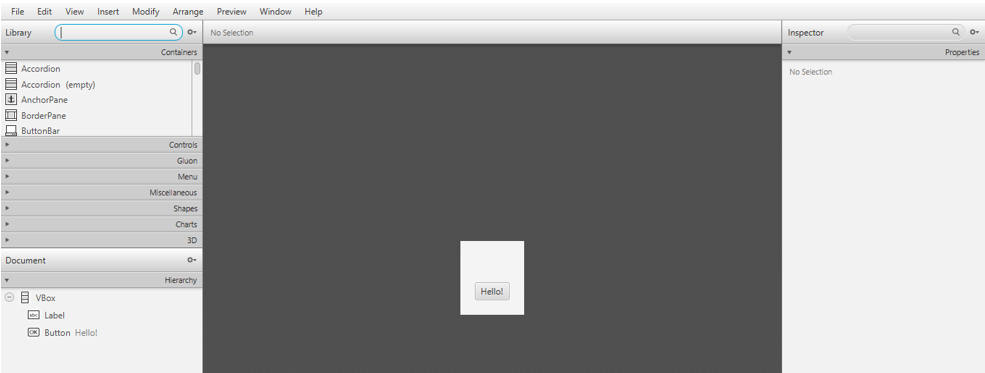 File Edit View Insert Modify Arrange Preview Window Help
Library
No Selection
Inspector
Containers
Properties
Accordion
Accordion (empty)
AnchorPane
BorderPane
ButtonBar
No Selection
Controls
Gluon
Menu
Miscellaneous
Shapes
Charts
3D
Document
Hierarchy
VBox
abc Label
OK Button Hello!
Hello!